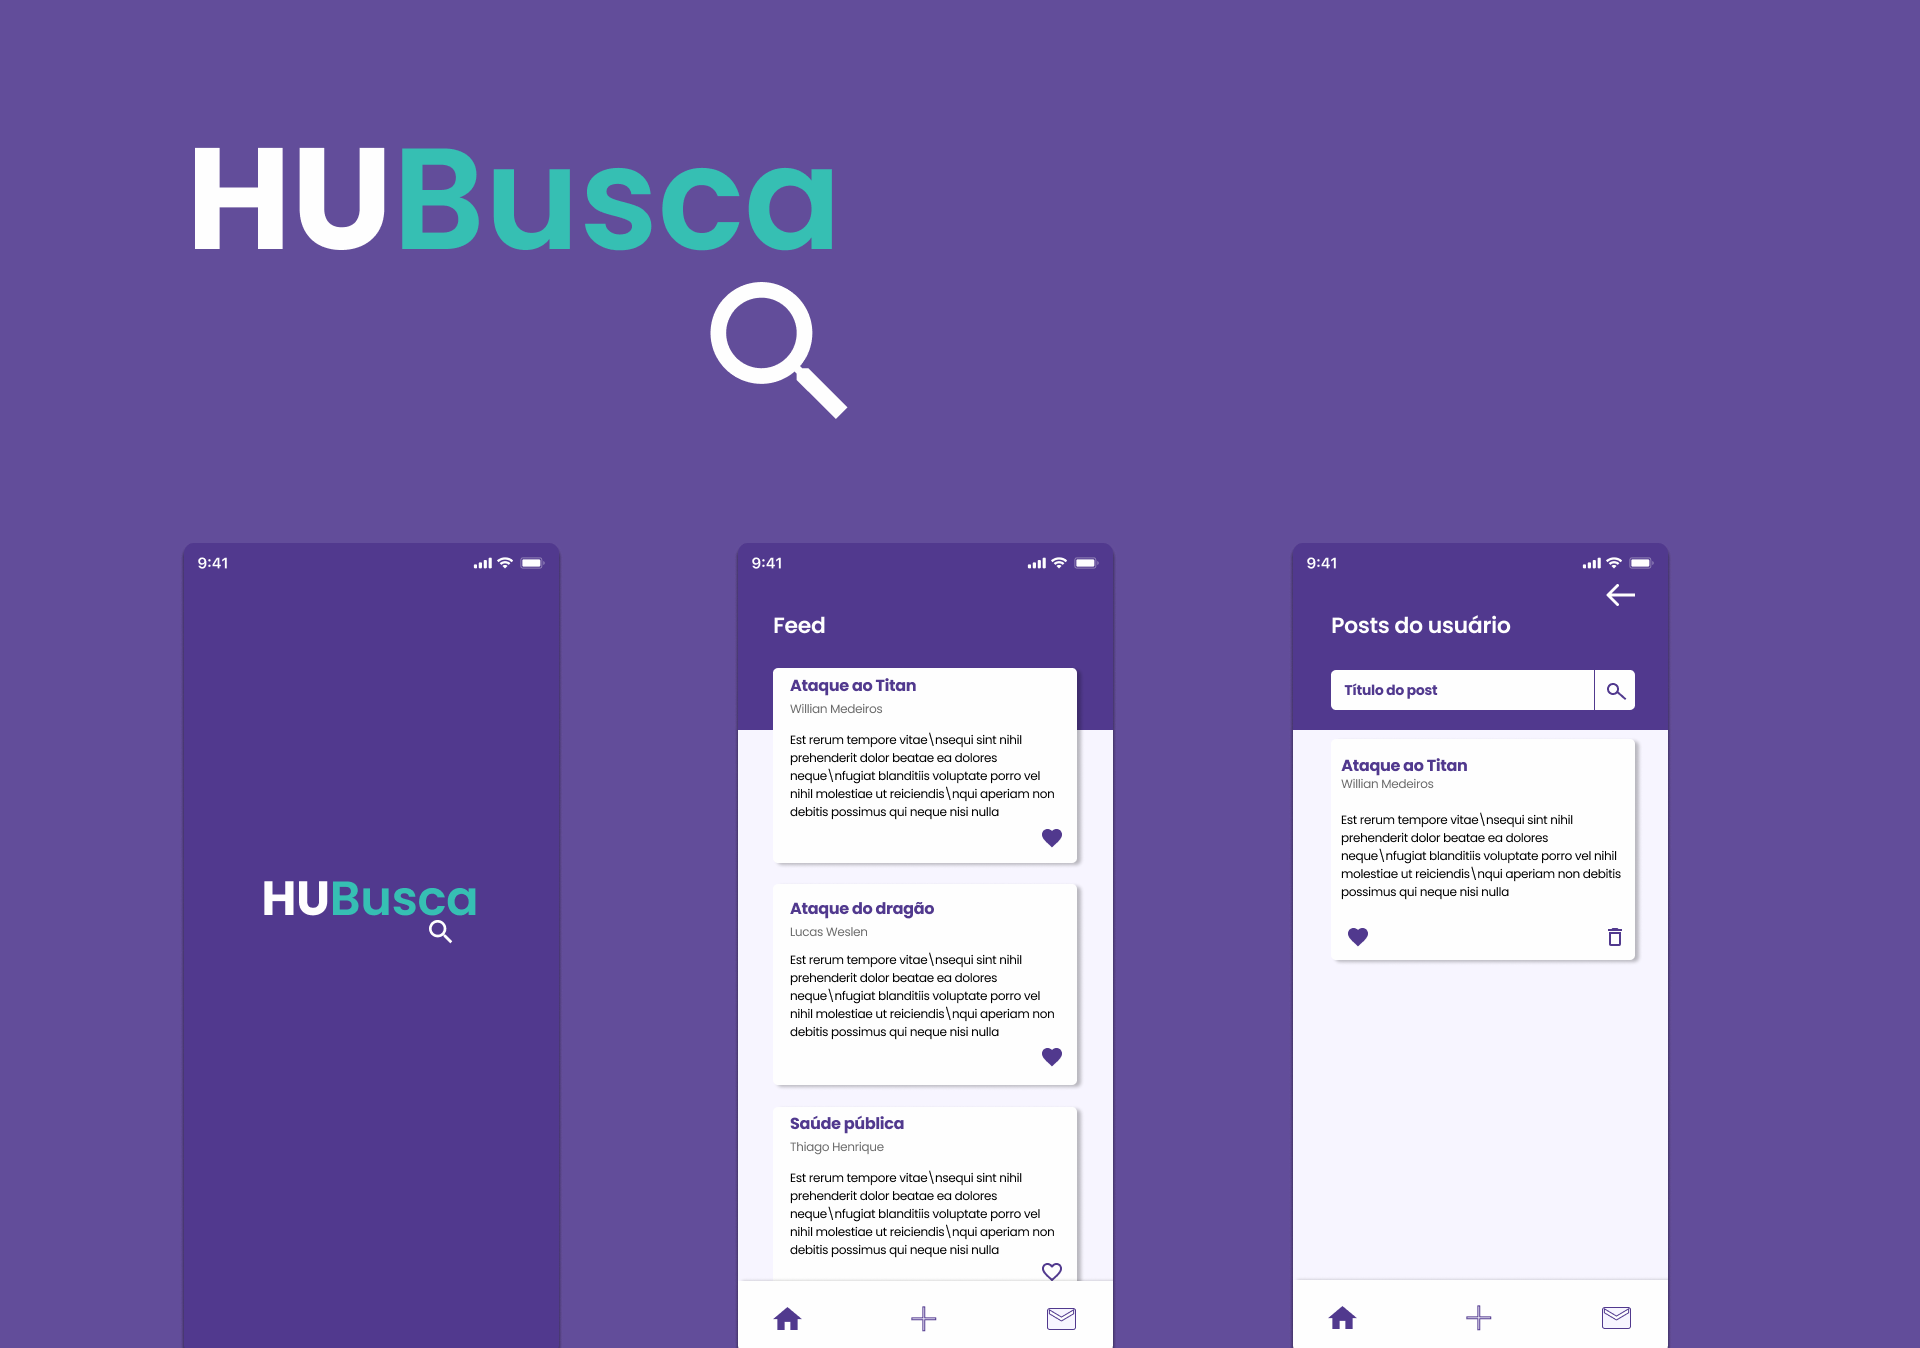 HUBusca
9:41
HUBusca
9:41
Feed
Ataque ao Titan
Willian Medeiros
Est rerum tempore vitae\nsequi sint nihil
prehenderit dolor beatae ea dolores
neque\nfugiat blanditiis voluptate porro vel
nihil molestiae ut reiciendis\nqui aperiam non
debitis possimus qui neque nisi nulla
Ataque do dragão
Lucas Weslen
Est rerum tempore vitae\nsequi sint nihil
prehenderit dolor beatae ea dolores
neque\nfugiat blanditiis voluptate porro vel
nihil molestiae ut reiciendis\nqui aperiam non
debitis possimus qui neque nisi nulla
Saúde pública
Thiago Henrique
Est rerum tempore vitae\nsequi sint nihil
prehenderit dolor beatae ea dolores
neque\nfugiat blanditiis voluptate porro vel
nihil molestiae ut reiciendis\nqui aperiam non
debitis possimus qui neque nisi nulla
9:41
Posts do usuário
Título do post
Ataque ao Titan
Willian Medeiros
Est rerum tempore vitae\nsequi sint nihil
prehenderit dolor beatae ea dolores
neque\nfugiat blanditiis voluptate porro vel nihil
molestiae ut reiciendis\nqui aperiam non debitis
possimus qui neque nisi nulla